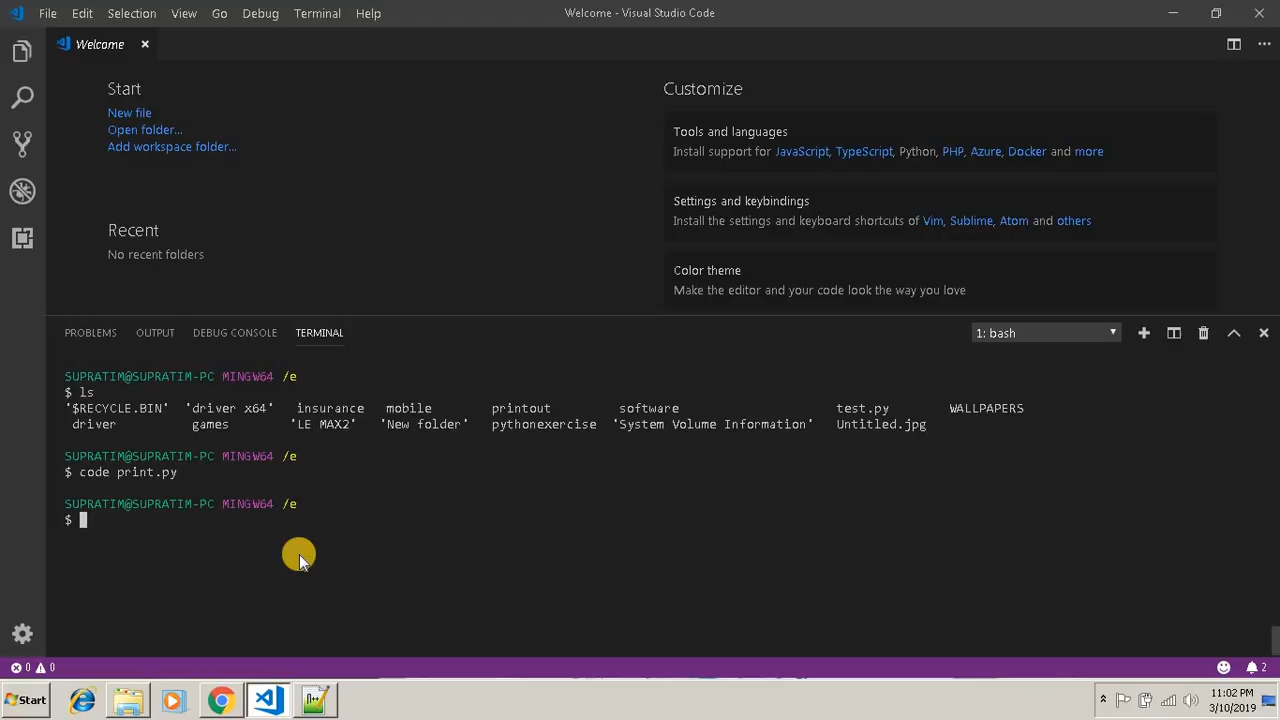 File Edit Selection View Go Debug Terminal Help Welcome - Visual Studio Code
Welcome
Start
New file
Open folder...
Add workspace folder...
Recent
No recent folders
Customize
Tools and languages
Install support for JavaScript, TypeScript, Python, PHP, Azure, Docker and more
Settings and keybindings
Install the settings and keyboard shortcuts of Vim, Sublime, Atom and others
Color theme
Make the editor and your code look the way you love
PROBLEMS OUTPUT DEBUG CONSOLE TERMINAL 1: bash
SUPRATIM@SUPRATIM-PC MINGW64 /e
$ ls
'$RECYCLE.BIN' 'driver x64' insurance mobile printout software test.py WALLPAPERS
driver games 'LE MAX2' 'New folder' pythonexercise 'System Volume Information' Untitled.jpg
SUPRATIM@SUPRATIM-PC MINGW64 /e
$ code print.py
SUPRATIM@SUPRATIM-PC MINGW64 /e
$
0 0 2
Start 11:02 PM
3/10/2019